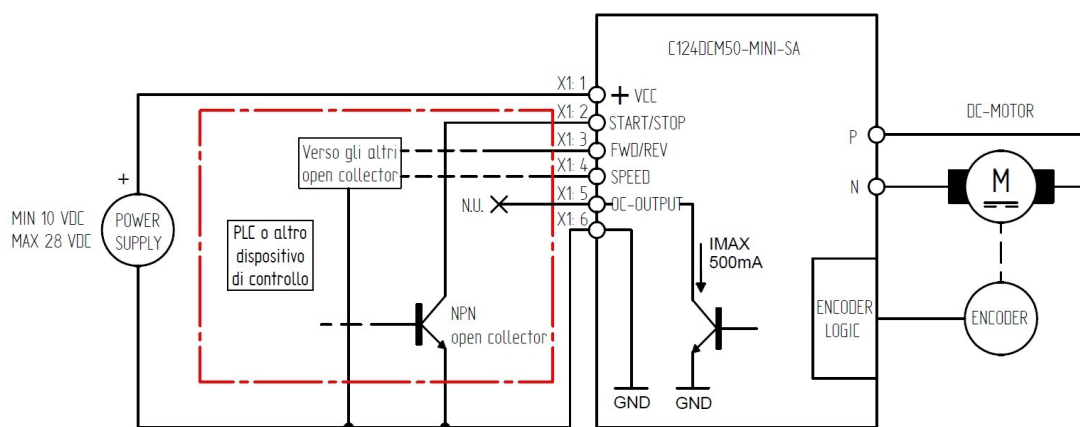 C124DCM50-MINI-SA
X1: 1
+ VCC
X1: 2
START/STOP
X1: 3
FWD/REV
X1: 4
SPEED
X1: 5
OC-OUTPUT
X1: 6
Verso gli altri
open collector
N.U.
+
MIN 10 VDC
MAX 28 VDC
POWER
SUPPLY
PLC o altro
dispositivo
di controllo
NPN
open collector
IMAX
500mA
GND
GND
P
N
DC-MOTOR
M
ENCODER
LOGIC
ENCODER